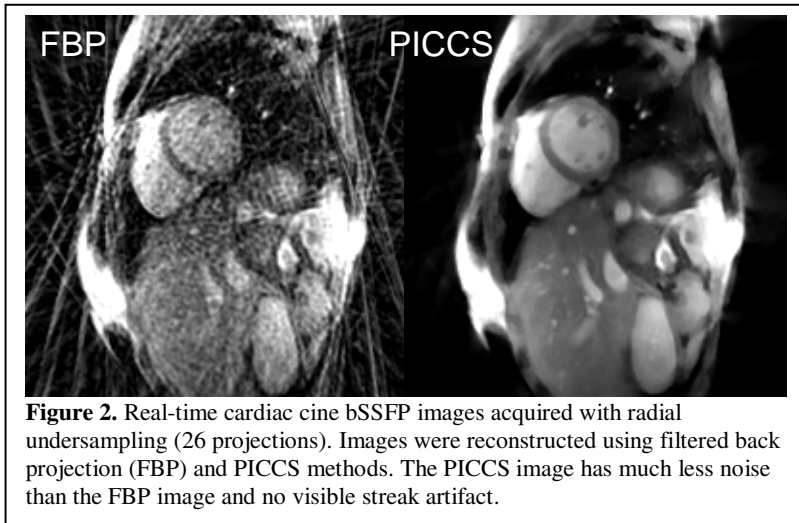 FBP PICCS
Figure 2. Real-time cardiac cine bSSFP images acquired with radial
undersampling (26 projections). Images were reconstructed using filtered back
projection (FBP) and PICCS methods. The PICCS image has much less noise
than the FBP image and no visible streak artifact.